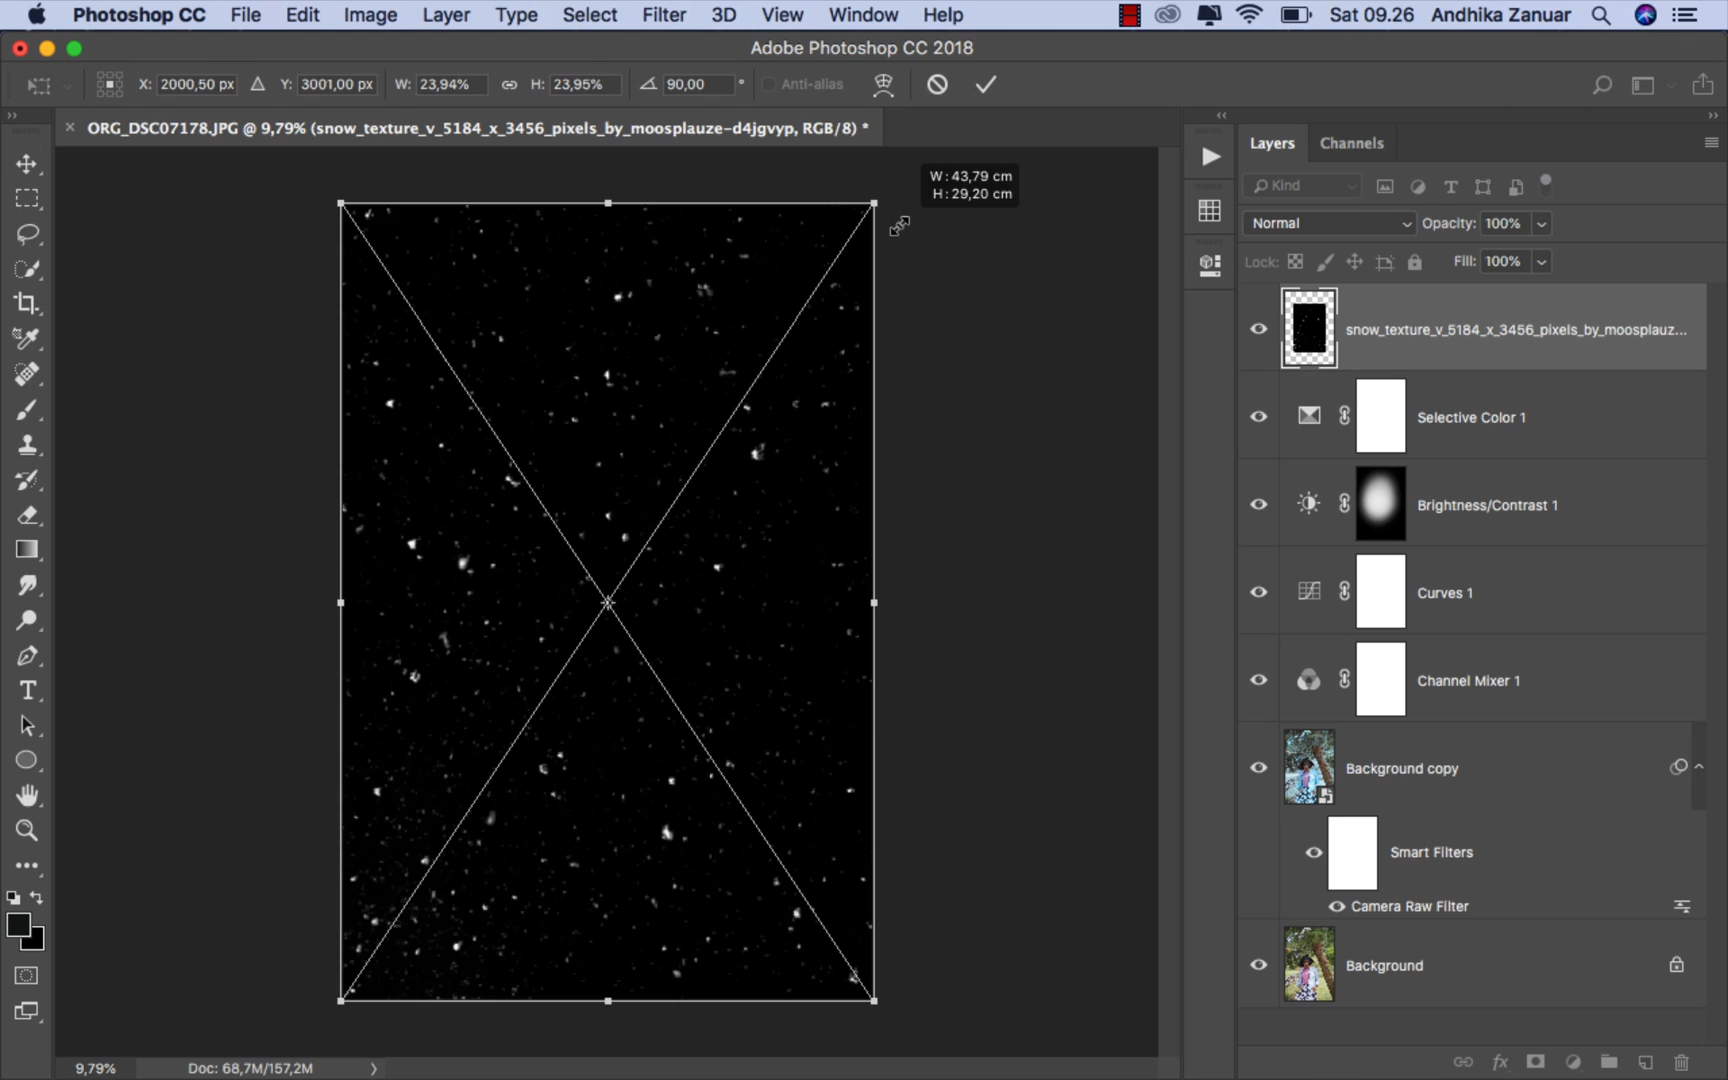 Photoshop CC File Edit Image Layer Type Select Filter 3D View Window Help Sat 09.26 Andhika Zanuar
Adobe Photoshop CC 2018
X: 2000,50 px Y: 3001,00 px W: 23,94% H: 23,95% 90,00 ° Anti-alias
ORG_DSC07178.JPG @ 9,79% (snow_texture_v_5184_x_3456_pixels_by_moosplauze-d4jgvyp, RGB/8) *
W: 43,79 cm
H: 29,20 cm
Layers Channels
Kind
Normal Opacity: 100%
Lock: Fill: 100%
snow_texture_v_5184_x_3456_pixels_by_moosplauz...
Selective Color 1
Brightness/Contrast 1
Curves 1
Channel Mixer 1
Background copy
Smart Filters
Camera Raw Filter
Background
9,79% Doc: 68,7M/157,2M